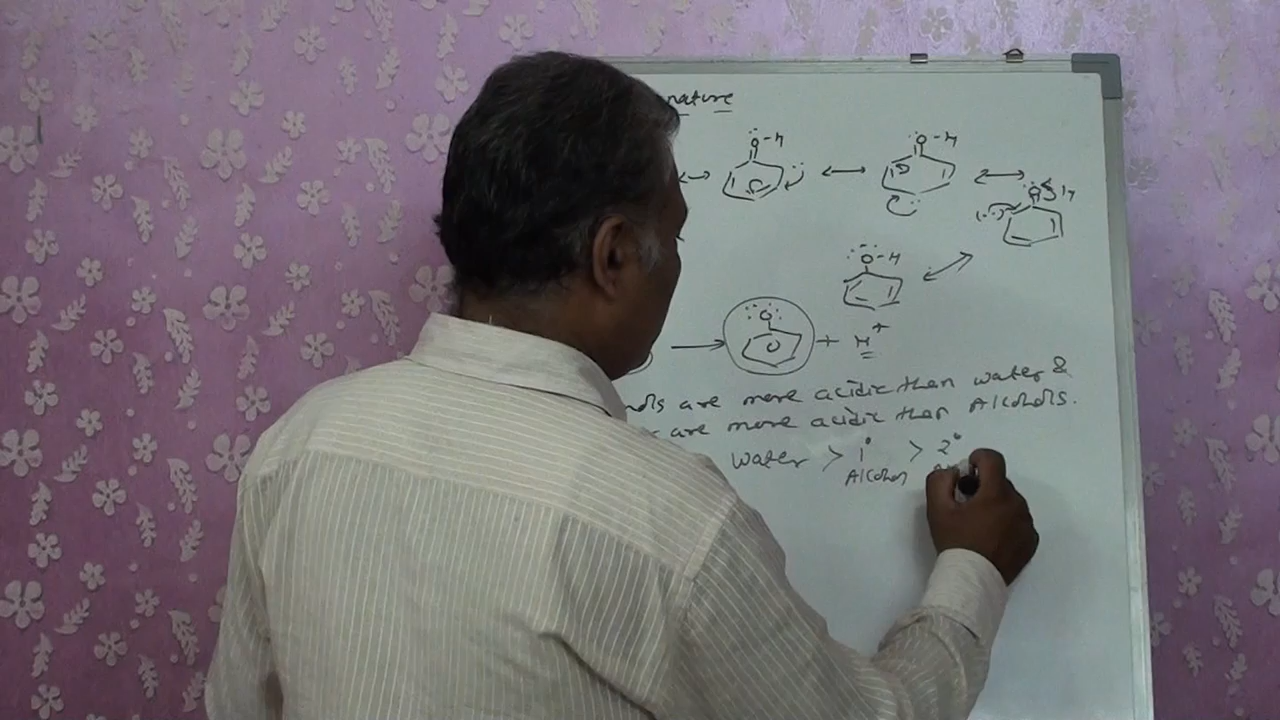 nature
Ö-H
Ö-H
H
Ö-H
O + H⁺
ols are more acidic than water &
are more acidic than Alcohols.
water > 1° > 2°
Alcohol